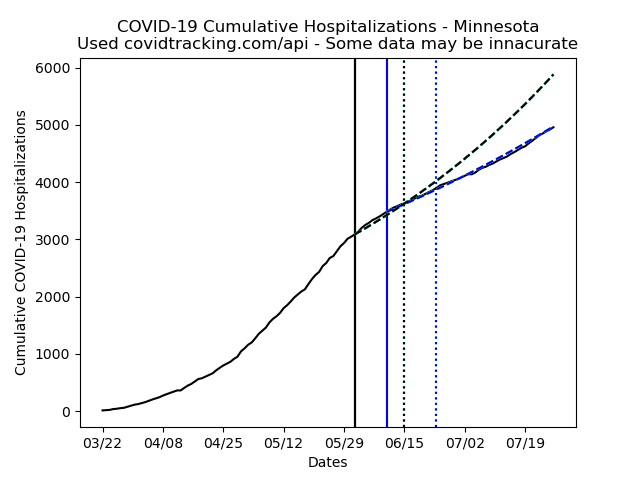 COVID-19 Cumulative Hospitalizations - Minnesota
Used covidtracking.com/api - Some data may be innacurate
Cumulative COVID-19 Hospitalizations
6000
5000
4000
3000
2000
1000
0
03/22 04/08 04/25 05/12 05/29 06/15 07/02 07/19
Dates